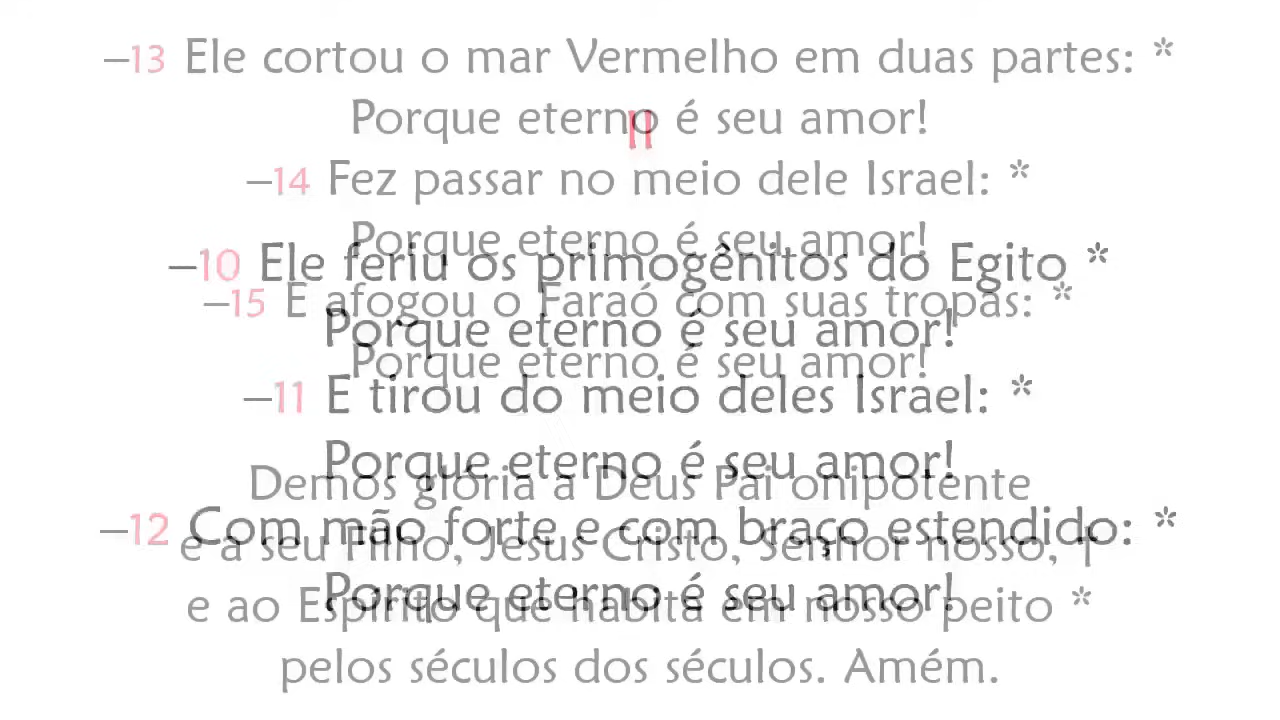 II
–10 Ele feriu os primogênitos do Egito *
Porque eterno é seu amor!
–11 E tirou do meio deles Israel: *
Porque eterno é seu amor!
–12 Com mão forte e com braço estendido: *
Porque eterno é seu amor!
–13 Ele cortou o mar Vermelho em duas partes: *
Porque eterno é seu amor!
–14 Fez passar no meio dele Israel: *
Porque eterno é seu amor!
–15 E afogou o Faraó com suas tropas: *
Porque eterno é seu amor!
Demos glória a Deus Pai onipotente
e a seu Filho, Jesus Cristo, Senhor nosso, †
e ao Espírito que habita em nosso peito *
pelos séculos dos séculos. Amém.